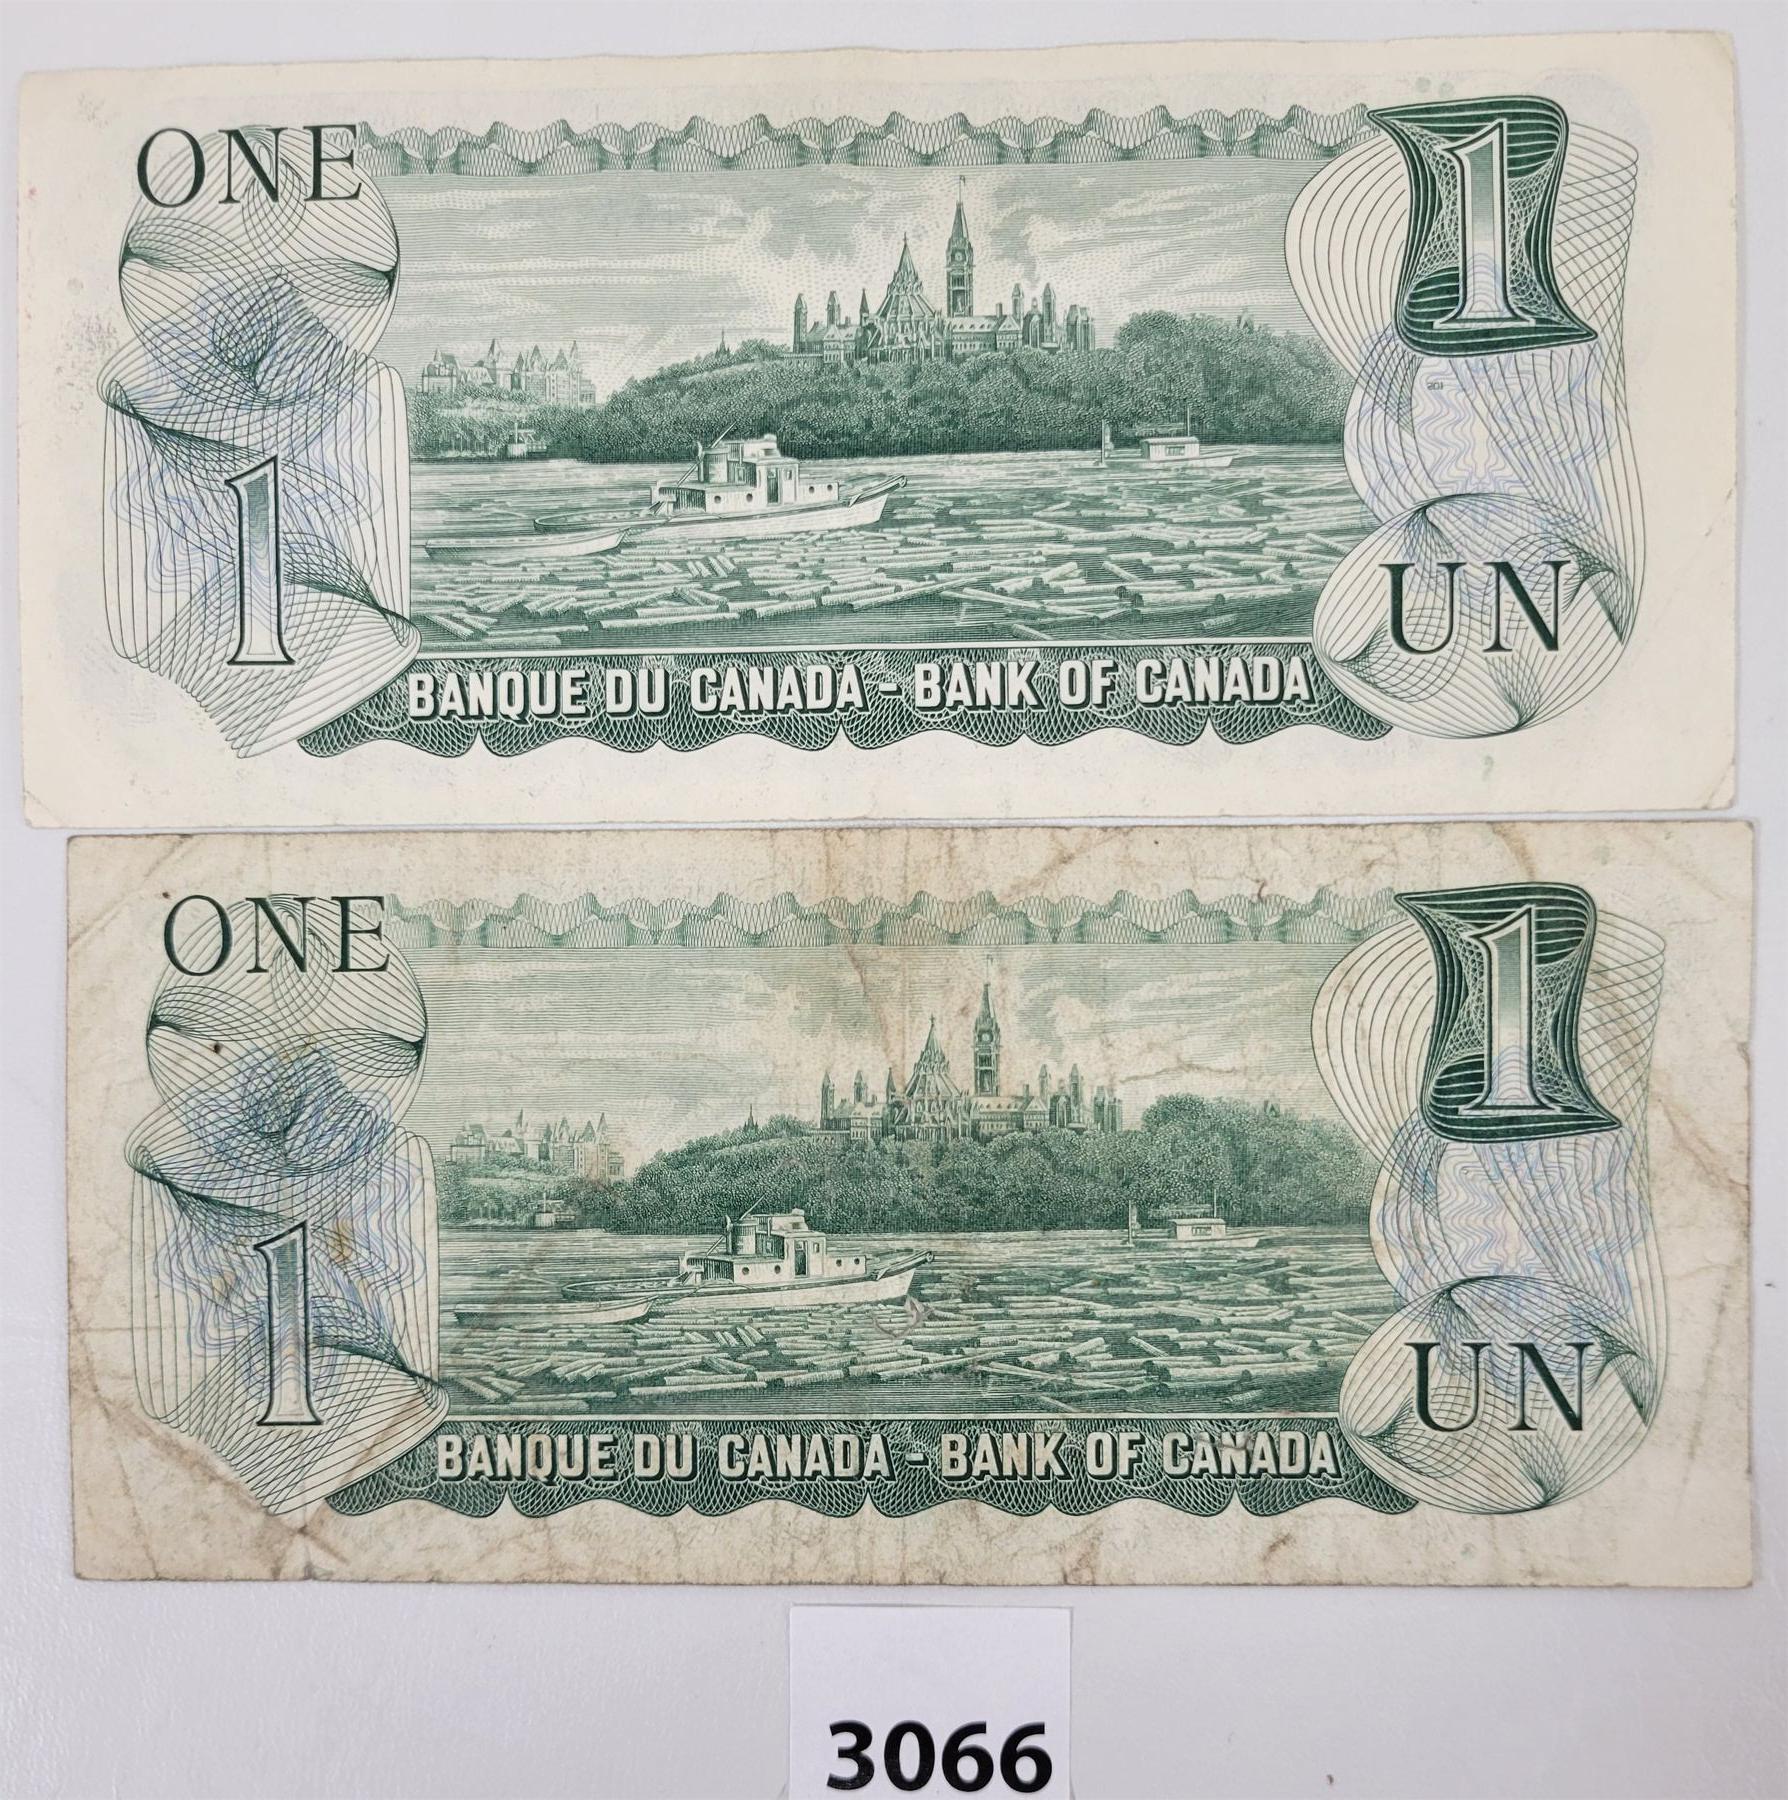 ONE
1
1
UN
BANQUE DU CANADA - BANK OF CANADA
ONE
1
1
UN
BANQUE DU CANADA - BANK OF CANADA
3066